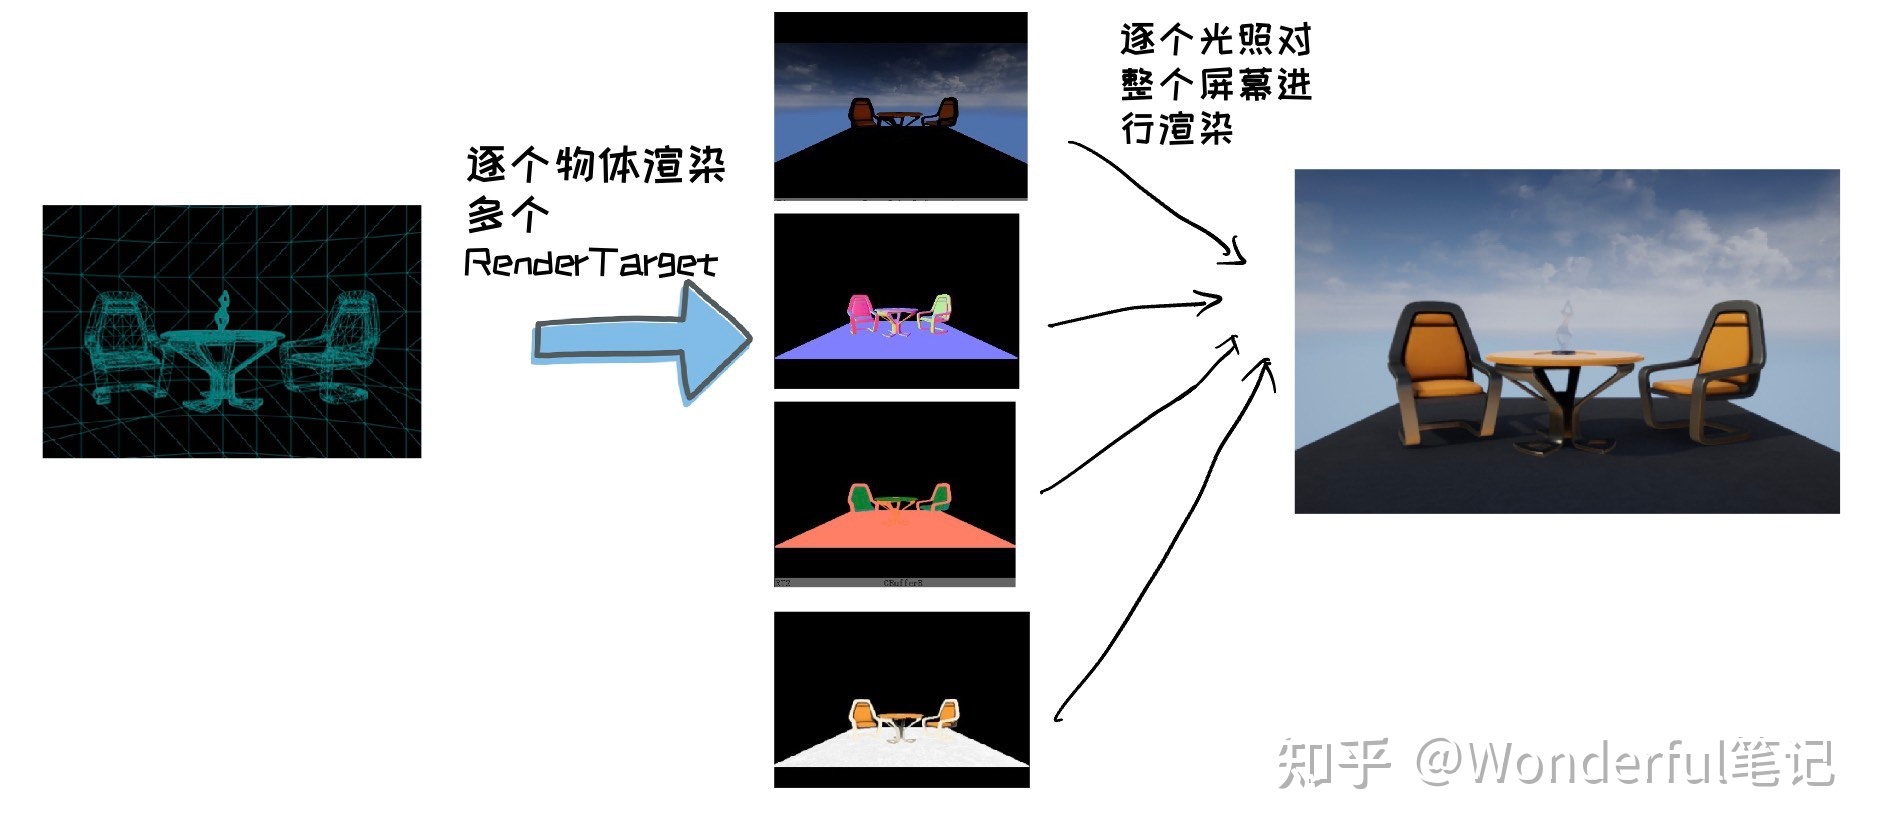 逐个物体渲染
多个
RenderTarget
逐个光照对
整个屏幕进
行渲染
GBufferB
知乎 @Wonderful笔记